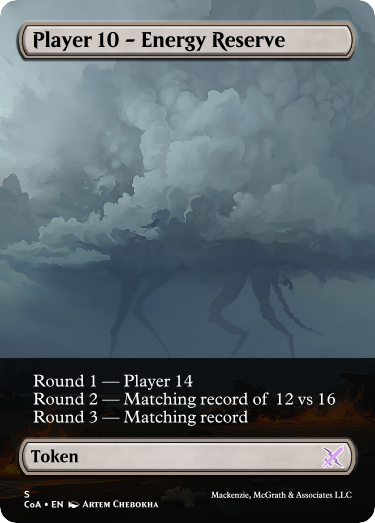 Player 10 – Energy Reserve
Round 1 — Player 14
Round 2 — Matching record of 12 vs 16
Round 3 — Matching record
Token
S
CoA • EN Artem Chebokha
Mackenzie, McGrath & Associates LLC